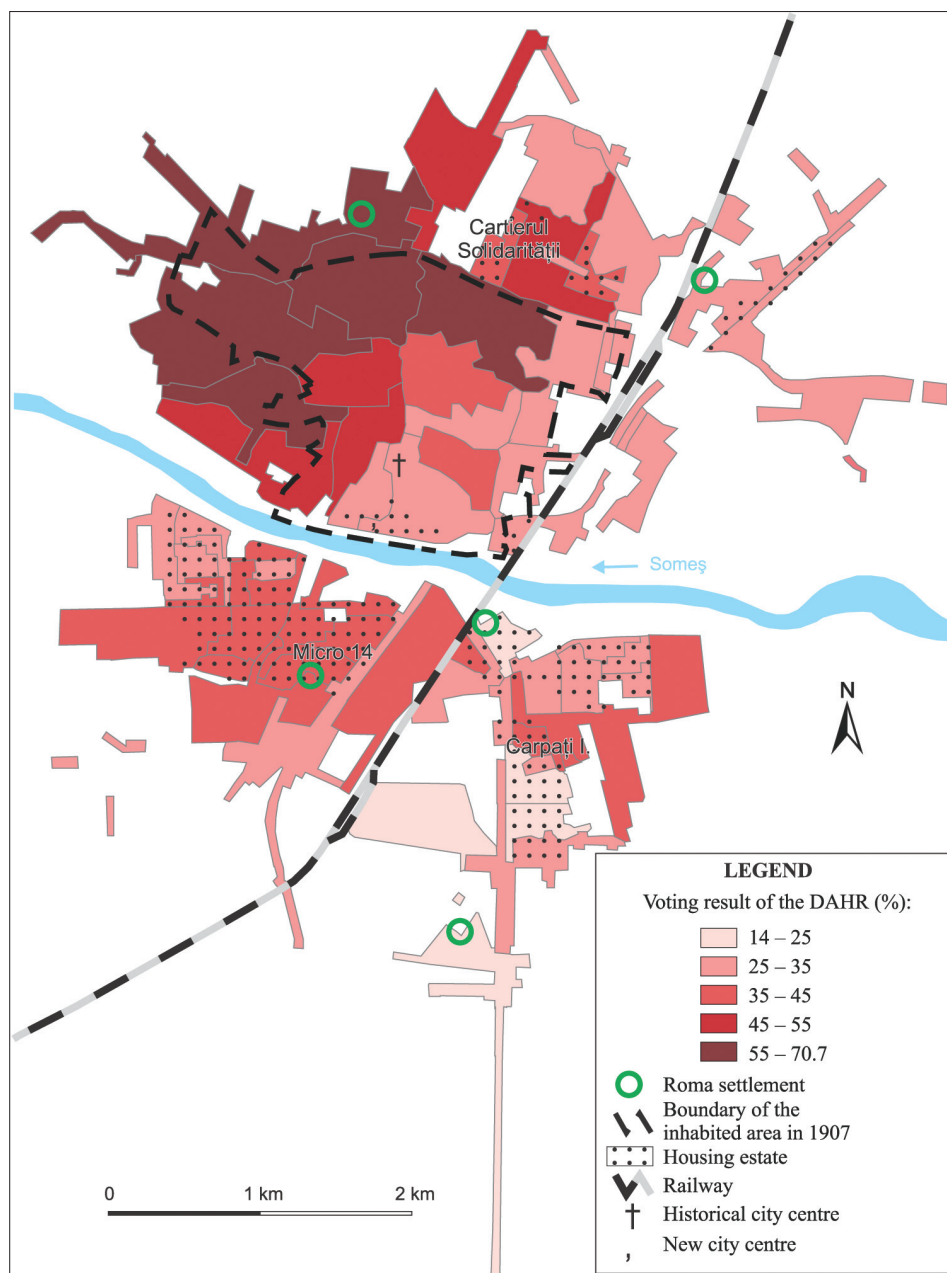 Cartierul
Solidarității
Someş
Micro 14
N
Carpați I.
LEGEND
Voting result of the DAHR (%):
14 – 25
25 – 35
35 – 45
45 – 55
55 – 70.7
Roma settlement
Boundary of the
inhabited area in 1907
Housing estate
Railway
Historical city centre
New city centre
0 1 km 2 km